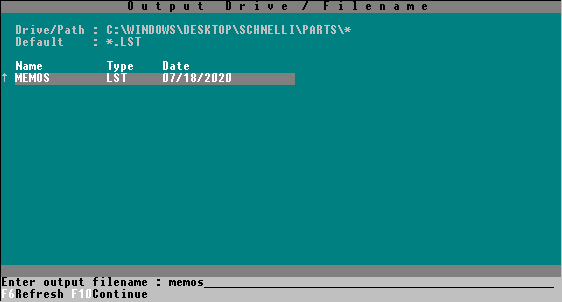 Output Drive / Filename
Drive/Path : C:\WINDOWS\DESKTOP\SCHNELLI\PARTS\*
Default    : *.LST
Name Type Date
↑ MEMOS LST 07/18/2020
Enter output filename : memos
F6Refresh F10Continue